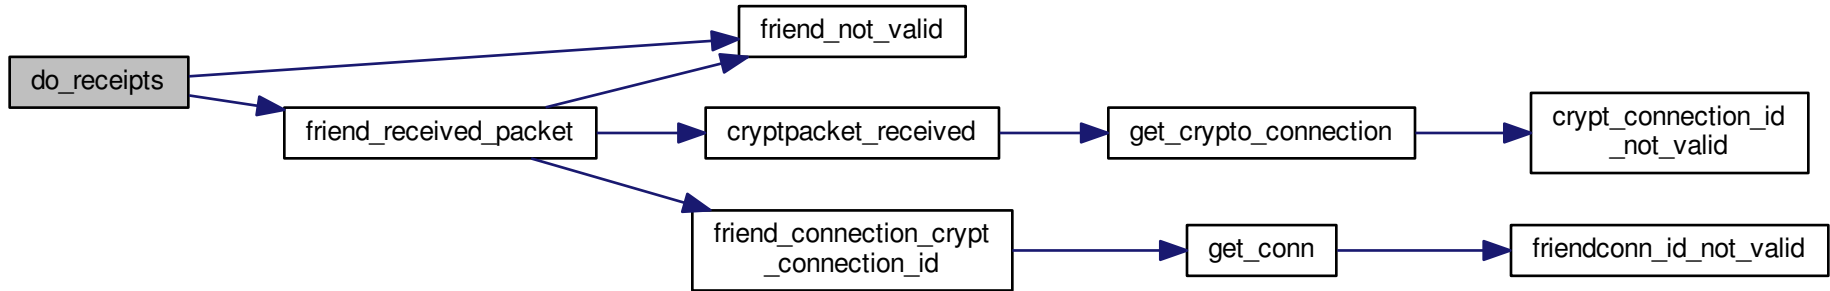 do_receipts
friend_not_valid
friend_received_packet
cryptpacket_received
get_crypto_connection
crypt_connection_id
_not_valid
friend_connection_crypt
_connection_id
get_conn
friendconn_id_not_valid